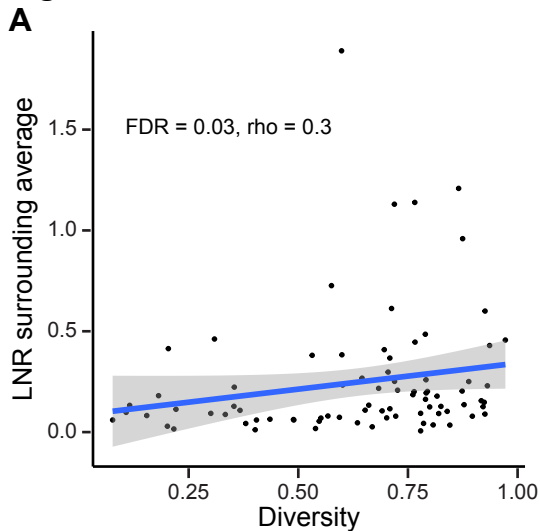 A
LNR surrounding average
1.5
1.0
0.5
0.0
FDR = 0.03, rho = 0.3
0.25 0.50 0.75 1.00
Diversity